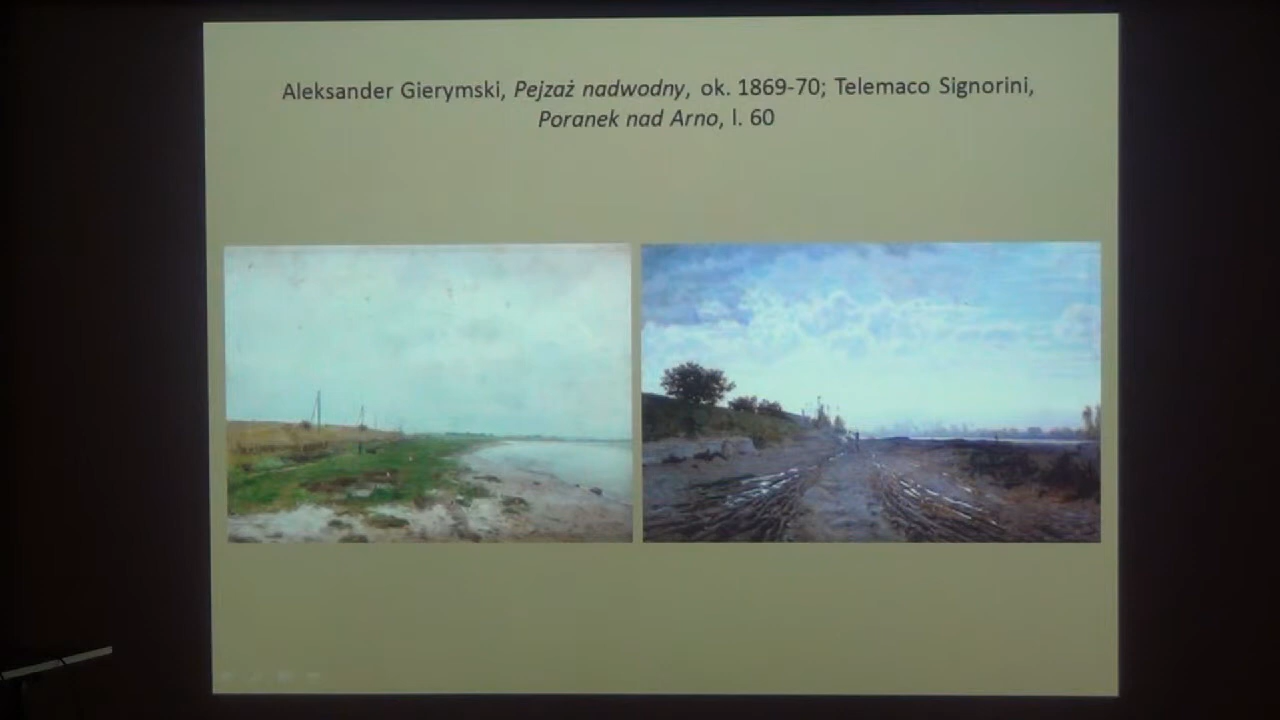 Aleksander Gierymski, Pejzaż nadwodny, ok. 1869-70; Telemaco Signorini,
Poranek nad Arno, l. 60